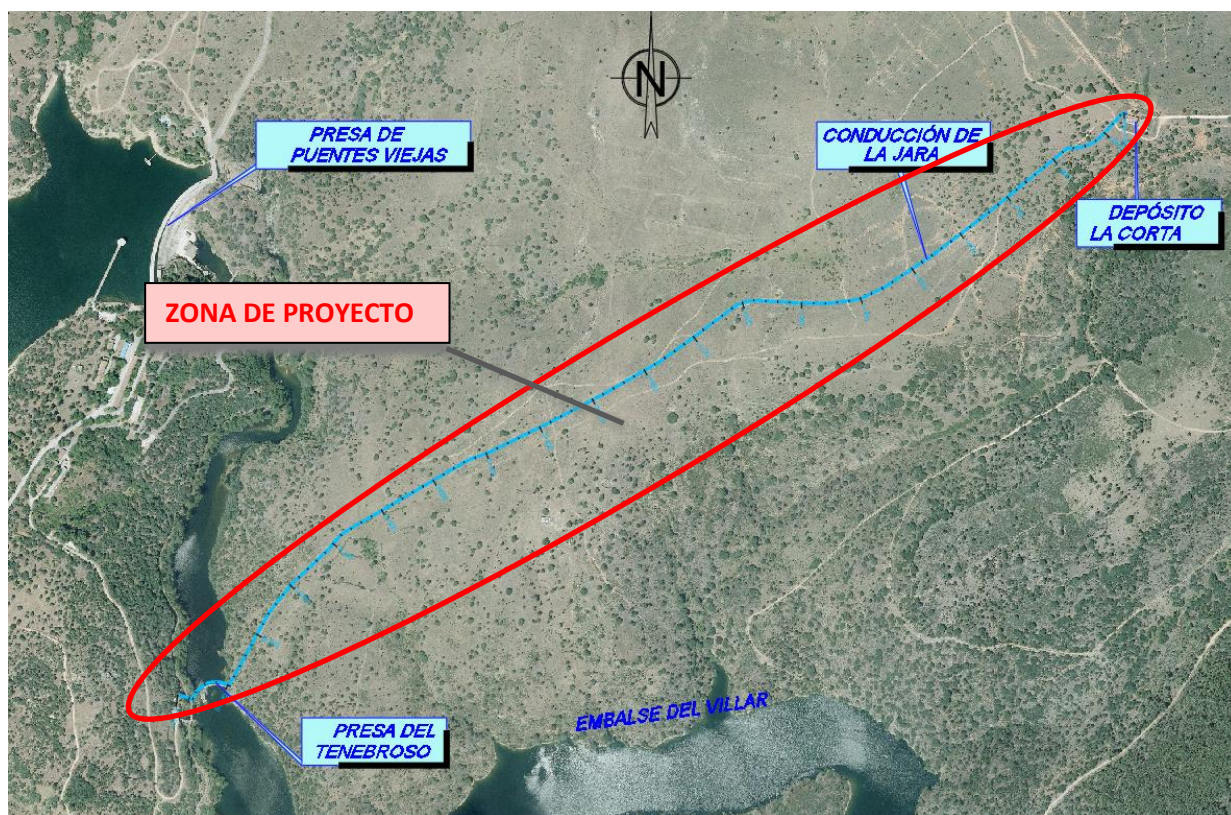 N
PRESA DE
PUENTES VIEJAS
CONDUCCIÓN DE
LA JARA
DEPÓSITO
LA CORTA
ZONA DE PROYECTO
EMBALSE DEL VILLAR
PRESA DEL
TENEBROSO